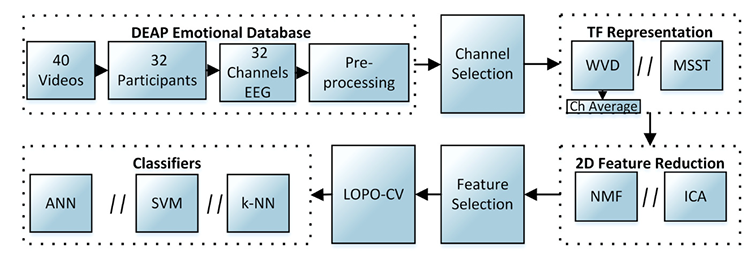 DEAP Emotional Database
40
Videos
32
Participants
32
Channels
EEG
Pre-
processing
Channel
Selection
TF Representation
WVD // MSST
Ch Average
2D Feature Reduction
NMF // ICA
Feature
Selection
LOPO-CV
Classifiers
ANN // SVM // k-NN